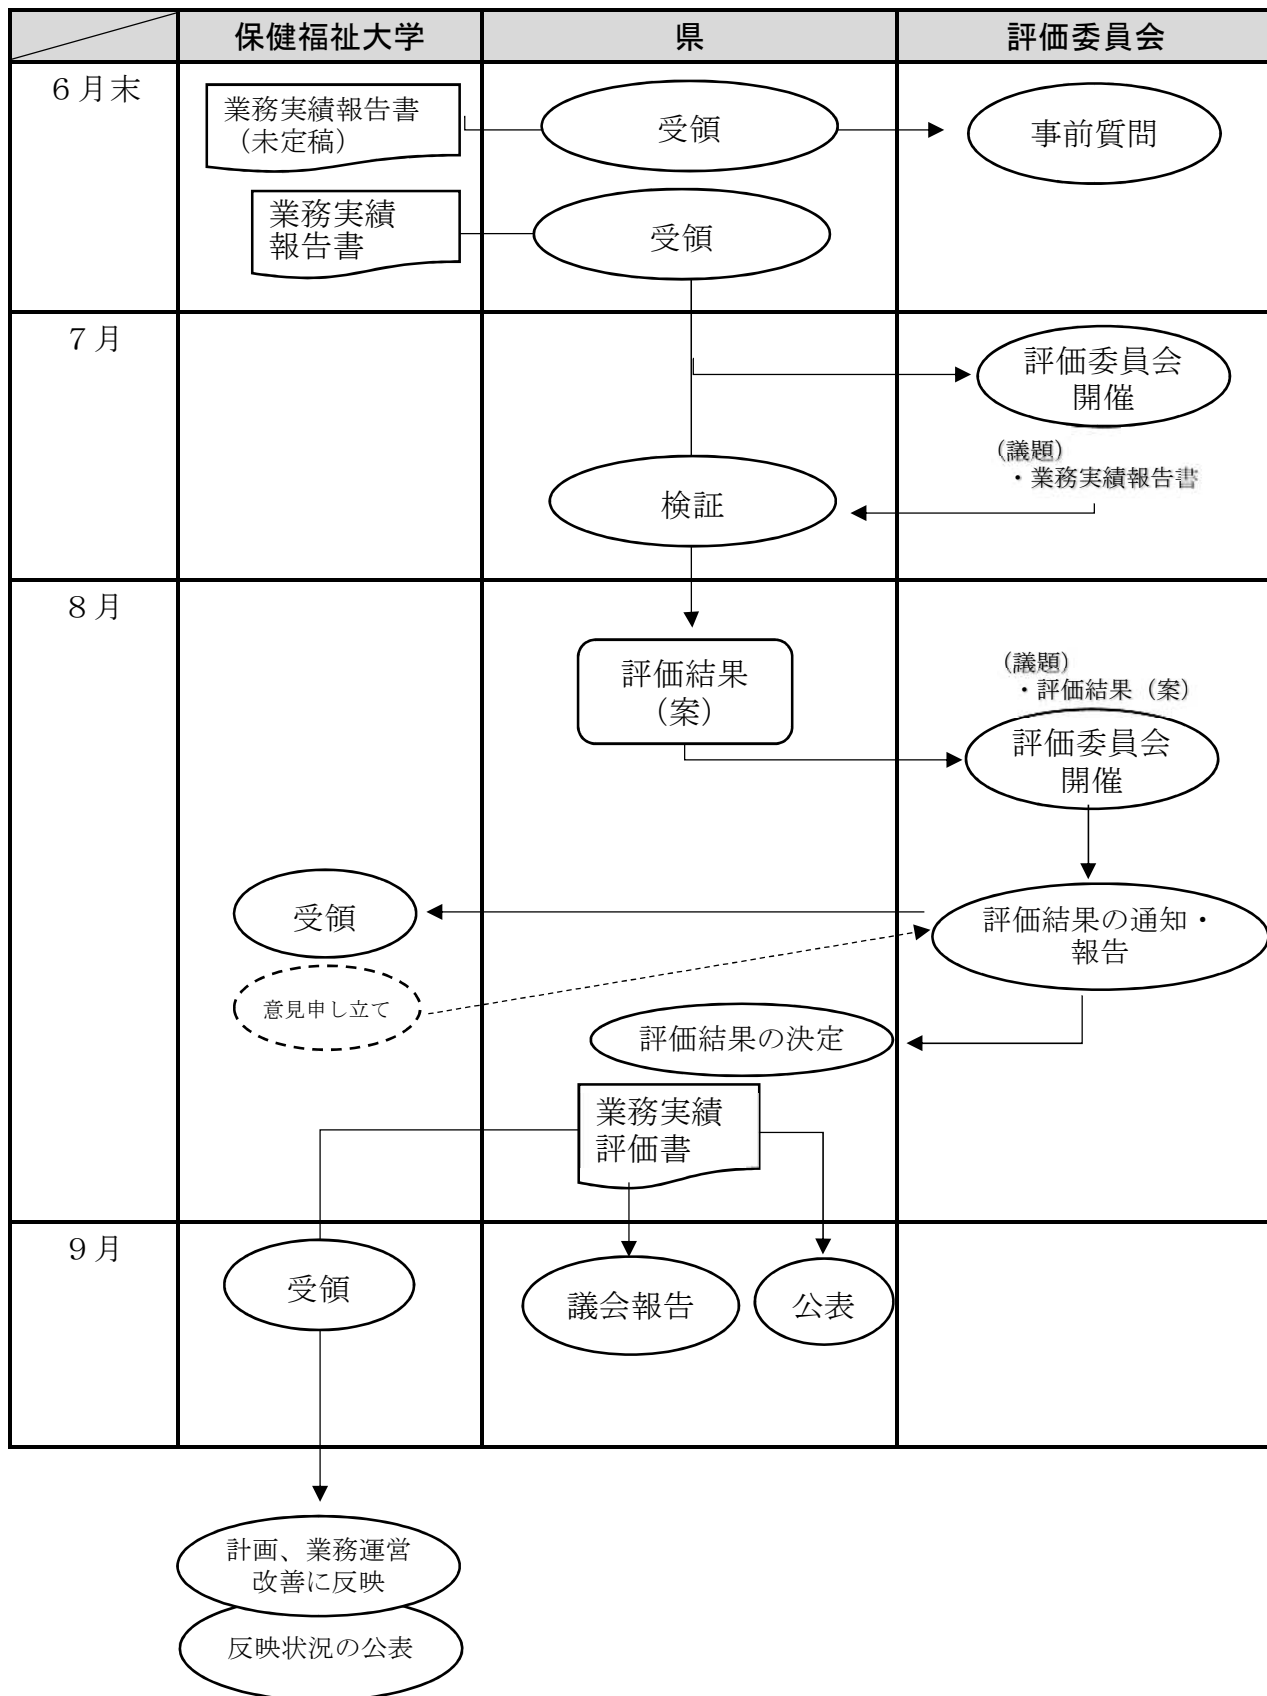 保健福祉大学
県
評価委員会
６月末
業務実績報告書
（未定稿）
受領
事前質問
業務実績
報告書
受領
７月
評価委員会
開催
（議題）
・業務実績報告書
検証
８月
評価結果
（案）
（議題）
・評価結果（案）
評価委員会
開催
受領
評価結果の通知・
報告
意見申し立て
評価結果の決定
業務実績
評価書
９月
受領
議会報告
公表
計画、業務運営
改善に反映
反映状況の公表